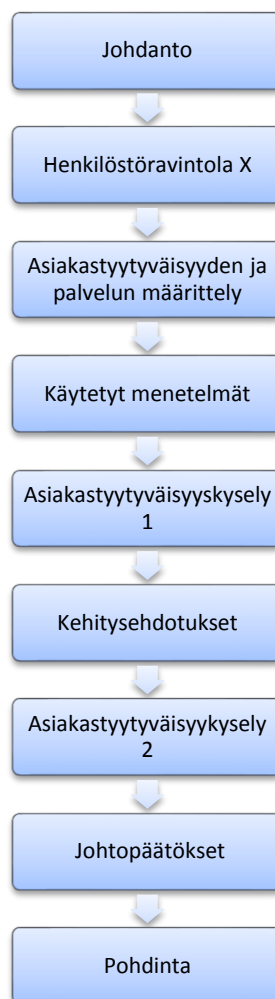 Johdanto
Henkilöstöravintola X
Asiakastyytyväisyyden ja
palvelun määrittely
Käytetyt menetelmät
Asiakastyytyväisyyskysely
1
Kehitysehdotukset
Asiakastyytyväisyykysely
2
Johtopäätökset
Pohdinta